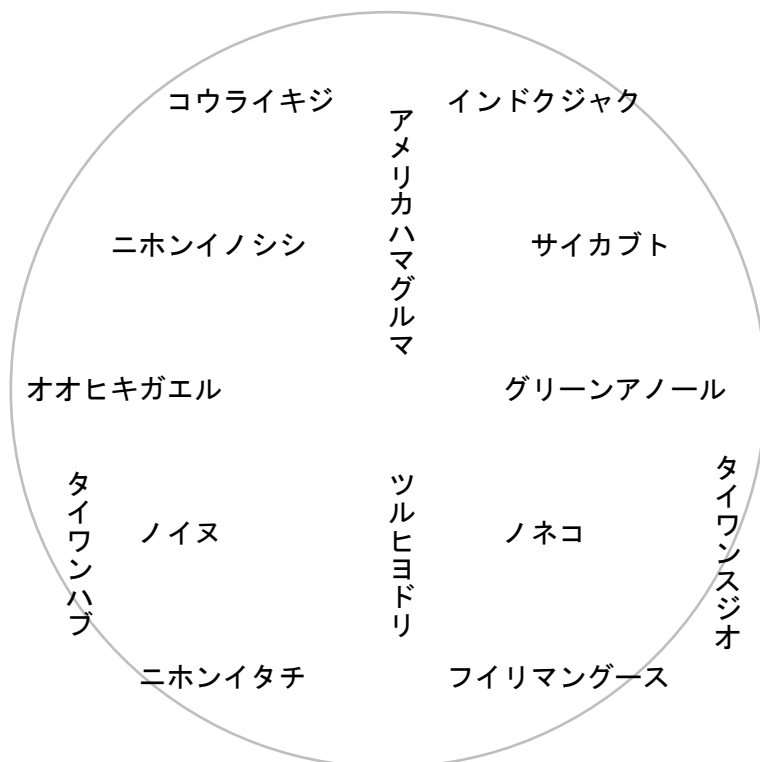 コウライキジ
インドクジャク
アメリカハマグルマ
ニホンイノシシ
サイカブト
オオヒキガエル
グリーンアノール
タイワンハブ
ノイヌ
ツルヒヨドリ
ノネコ
タイワンスジオ
ニホンイタチ
フイリマングース